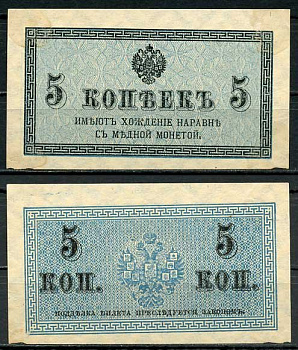 5 КОПѢЕКЪ 5
ИМѢЮТЪ ХОЖДЕНІЕ НАРАВНѢ
СЪ МѢДНОЙ МОНЕТОЙ.
5 5
КОП. КОП.
ПОДДѢЛКА БИЛЕТА ПРЕСЛѢДУЕТСЯ ЗАКОНОМЪ.